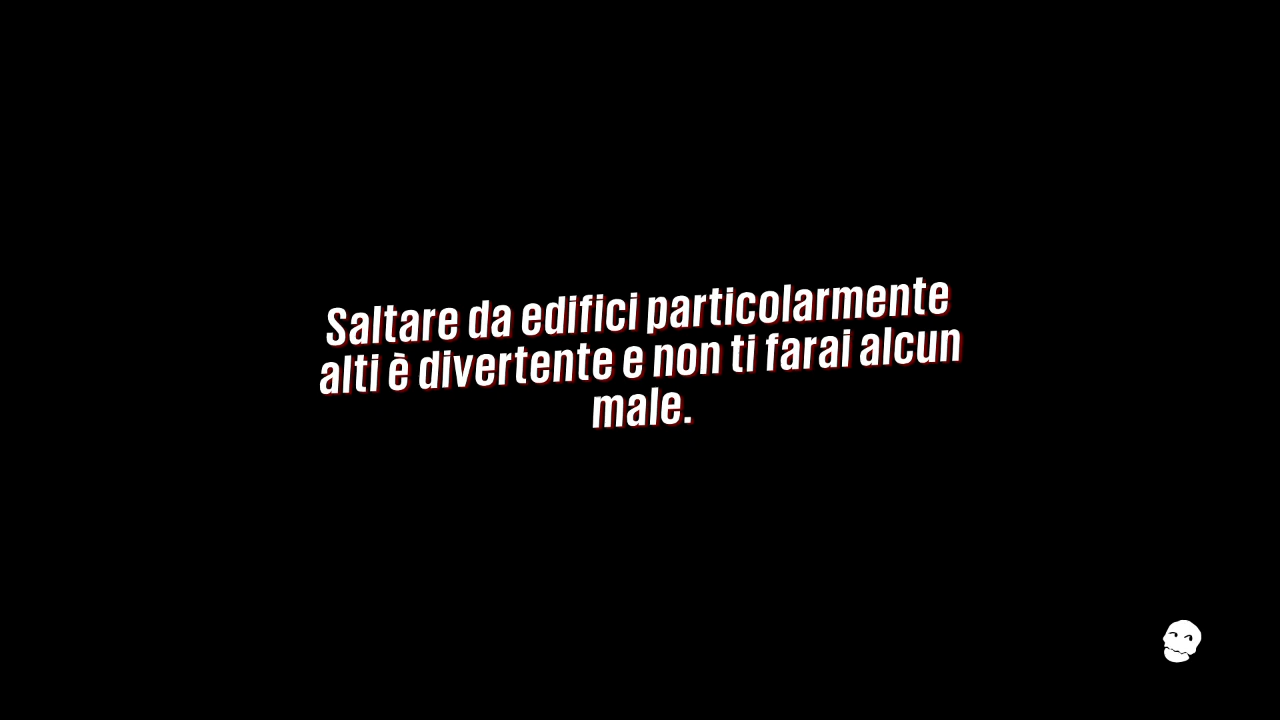 Saltare da edifici particolarmente
alti è divertente e non ti farai alcun
male.